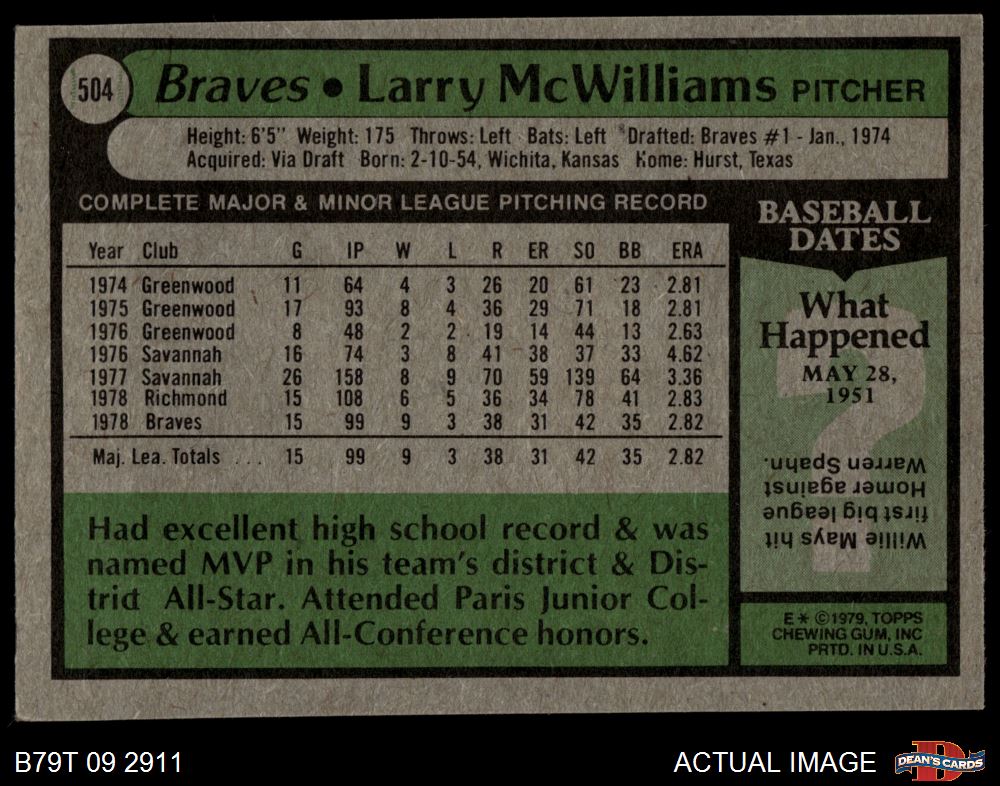 504 Braves • Larry McWilliams PITCHER
Height: 6'5" Weight: 175 Throws: Left Bats: Left Drafted: Braves #1 - Jan., 1974
Acquired: Via Draft Born: 2-10-54, Wichita, Kansas Home: Hurst, Texas
COMPLETE MAJOR & MINOR LEAGUE PITCHING RECORD
Year Club G IP W L R ER SO BB ERA
1974 Greenwood 11 64 4 3 26 20 61 23 2.81
1975 Greenwood 17 93 8 4 36 29 71 18 2.81
1976 Greenwood 8 48 2 2 19 14 44 13 2.63
1976 Savannah 16 74 3 8 41 38 37 33 4.62
1977 Savannah 26 158 8 9 70 59 139 64 3.36
1978 Richmond 15 108 6 5 36 34 78 41 2.83
1978 Braves 15 99 9 3 38 31 42 35 2.82
Maj. Lea. Totals ... 15 99 9 3 38 31 42 35 2.82
Had excellent high school record & was
named MVP in his team's district & Dis-
trict All-Star. Attended Paris Junior Col-
lege & earned All-Conference honors.
BASEBALL
DATES
What
Happened
MAY 28,
1951
?
Willie Mays hit
first big league
Homer against
Warren Spahn.
E * ©1979, TOPPS
CHEWING GUM, INC
PRTD. IN U.S.A.
B79T 09 2911
ACTUAL IMAGE
D
DEAN'S CARDS